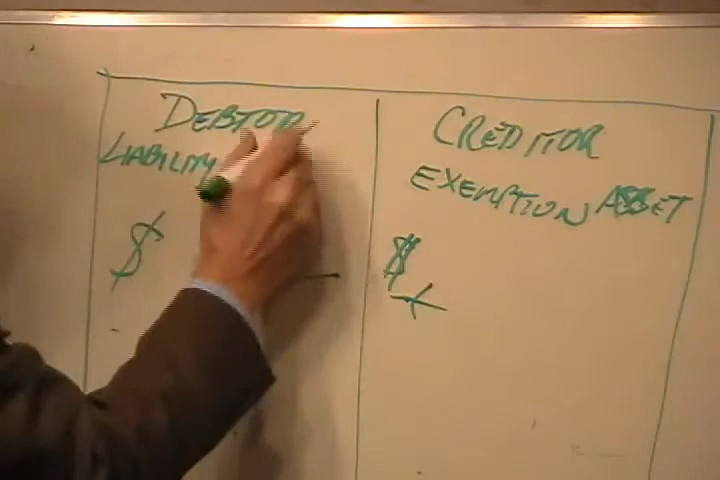 DEBTOR
LIABILITY
$
CREDITOR
EXEMPTION ASSET
$
+